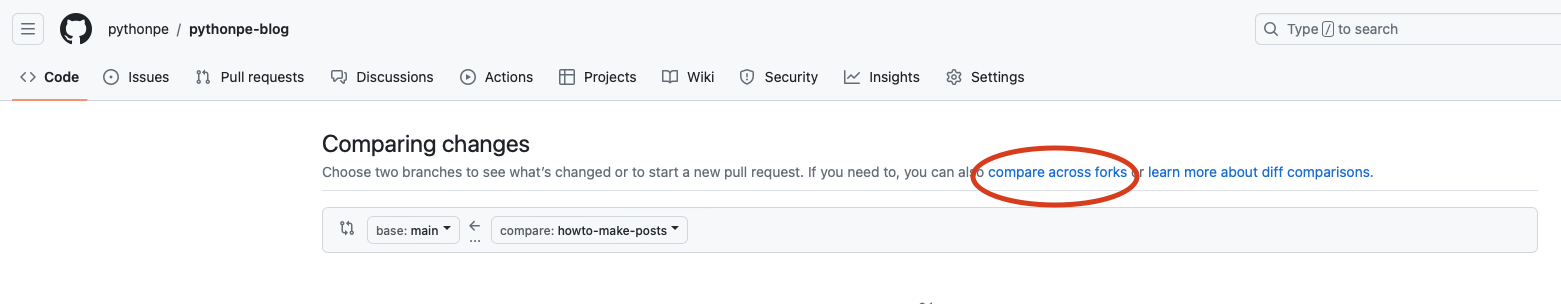 pythonpe / pythonpe-blog
Type / to search
Code Issues Pull requests Discussions Actions Projects Wiki Security Insights Settings
Comparing changes
Choose two branches to see what's changed or to start a new pull request. If you need to, you can also compare across forks or learn more about diff comparisons.
base: main ← ... compare: howto-make-posts